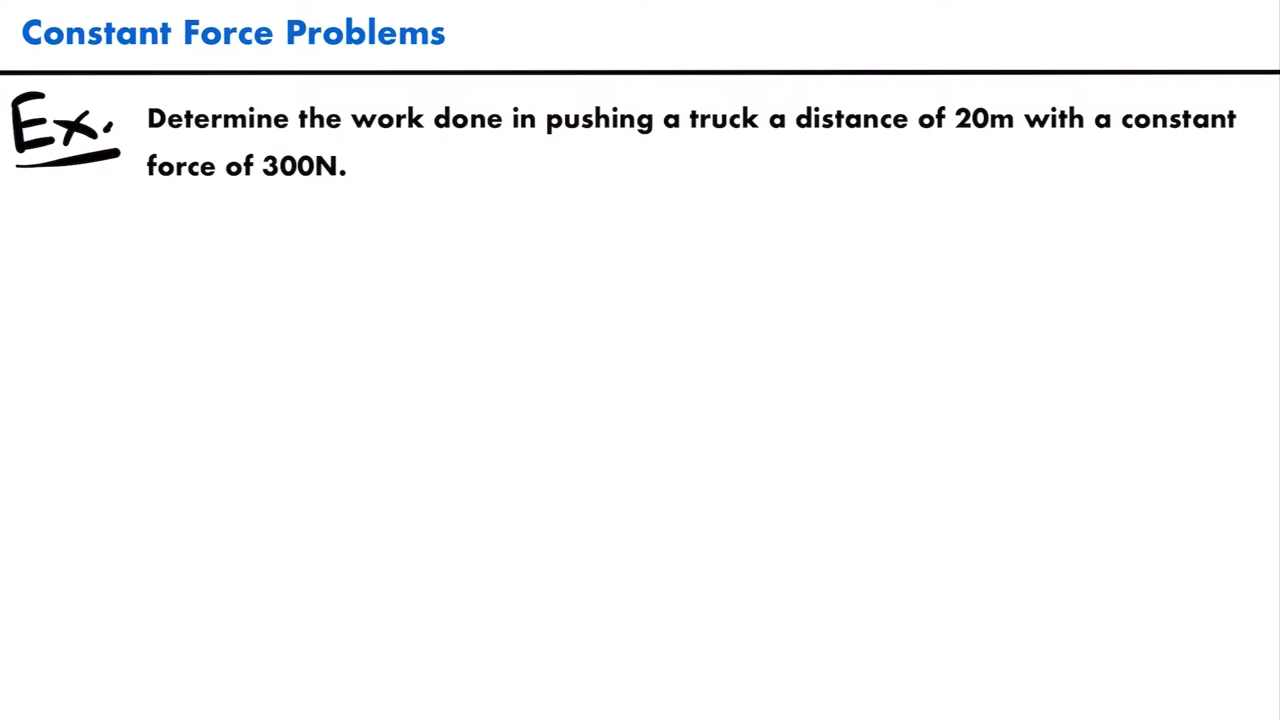 Constant Force Problems
Ex. Determine the work done in pushing a truck a distance of 20m with a constant
force of 300N.